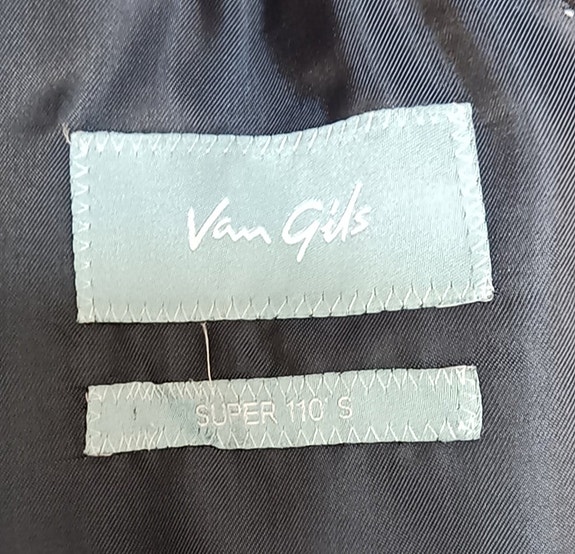 Van Gils
SUPER 110' S